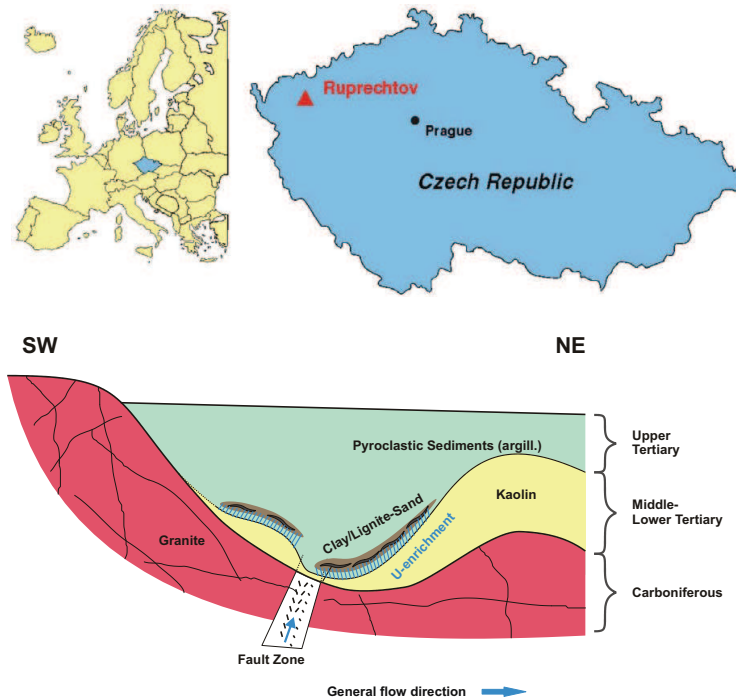 Ruprechtov
Prague
Czech Republic
SW
NE
Pyroclastic Sediments (argill.)
Upper
Tertiary
Kaolin
Clay/Lignite-Sand
U-enrichment
Middle-
Lower Tertiary
Granite
Carboniferous
Fault Zone
General flow direction